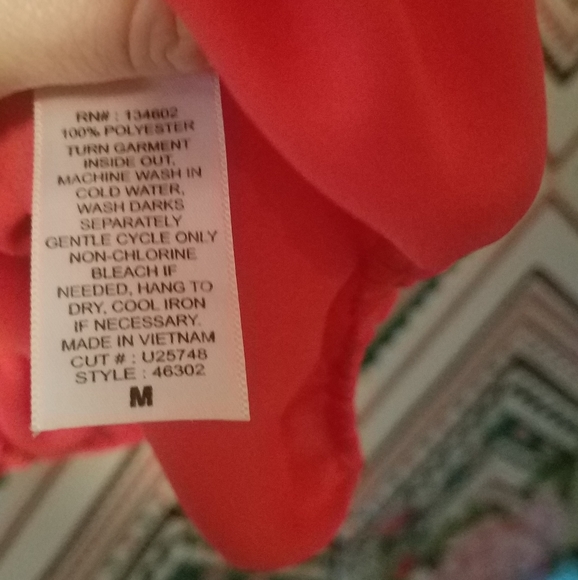 RN# : 134602
100% POLYESTER
TURN GARMENT
INSIDE OUT,
MACHINE WASH IN
COLD WATER,
WASH DARKS
SEPARATELY
GENTLE CYCLE ONLY
NON-CHLORINE
BLEACH IF
NEEDED, HANG TO
DRY, COOL IRON
IF NECESSARY.
MADE IN VIETNAM
CUT # : U25748
STYLE : 46302
M